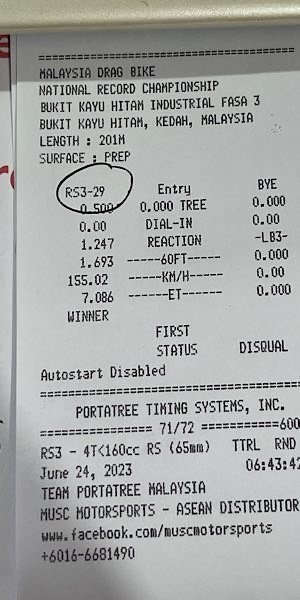 ==============================
MALAYSIA DRAG BIKE
NATIONAL RECORD CHAMPIONSHIP
BUKIT KAYU HITAM INDUSTRIAL FASA 3
BUKIT KAYU HITAM, KEDAH, MALAYSIA
LENGTH : 201M
SURFACE : PREP
RS3-29 Entry BYE
0.500 0.000 TREE 0.000
0.00 DIAL-IN 0.00
1.247 REACTION -LB3-
1.693 -----60FT----- 0.000
155.02 -----KM/H----- 0.00
7.086 ------ET------ 0.000
WINNER
FIRST
STATUS DISQUAL
Autostart Disabled
==============================
PORTATREE TIMING SYSTEMS, INC.
============== 71/72 ===========600
RS3 - 4T<160cc RS (65mm) TTRL RND
June 24, 2023 06:43:42
TEAM PORTATREE MALAYSIA
MUSC MOTORSPORTS - ASEAN DISTRIBUTOR
www.facebook.com/muscmotorsports
+6016-6681490